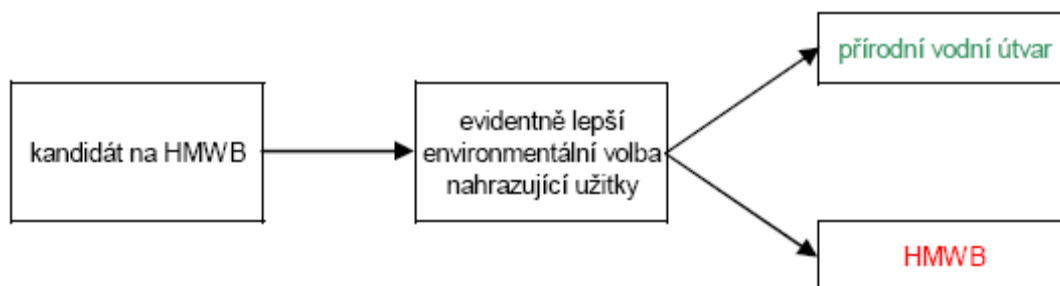 kandidát na HMWB
evidentně lepší
environmentální volba
nahrazující užitky
přírodní vodní útvar
HMWB